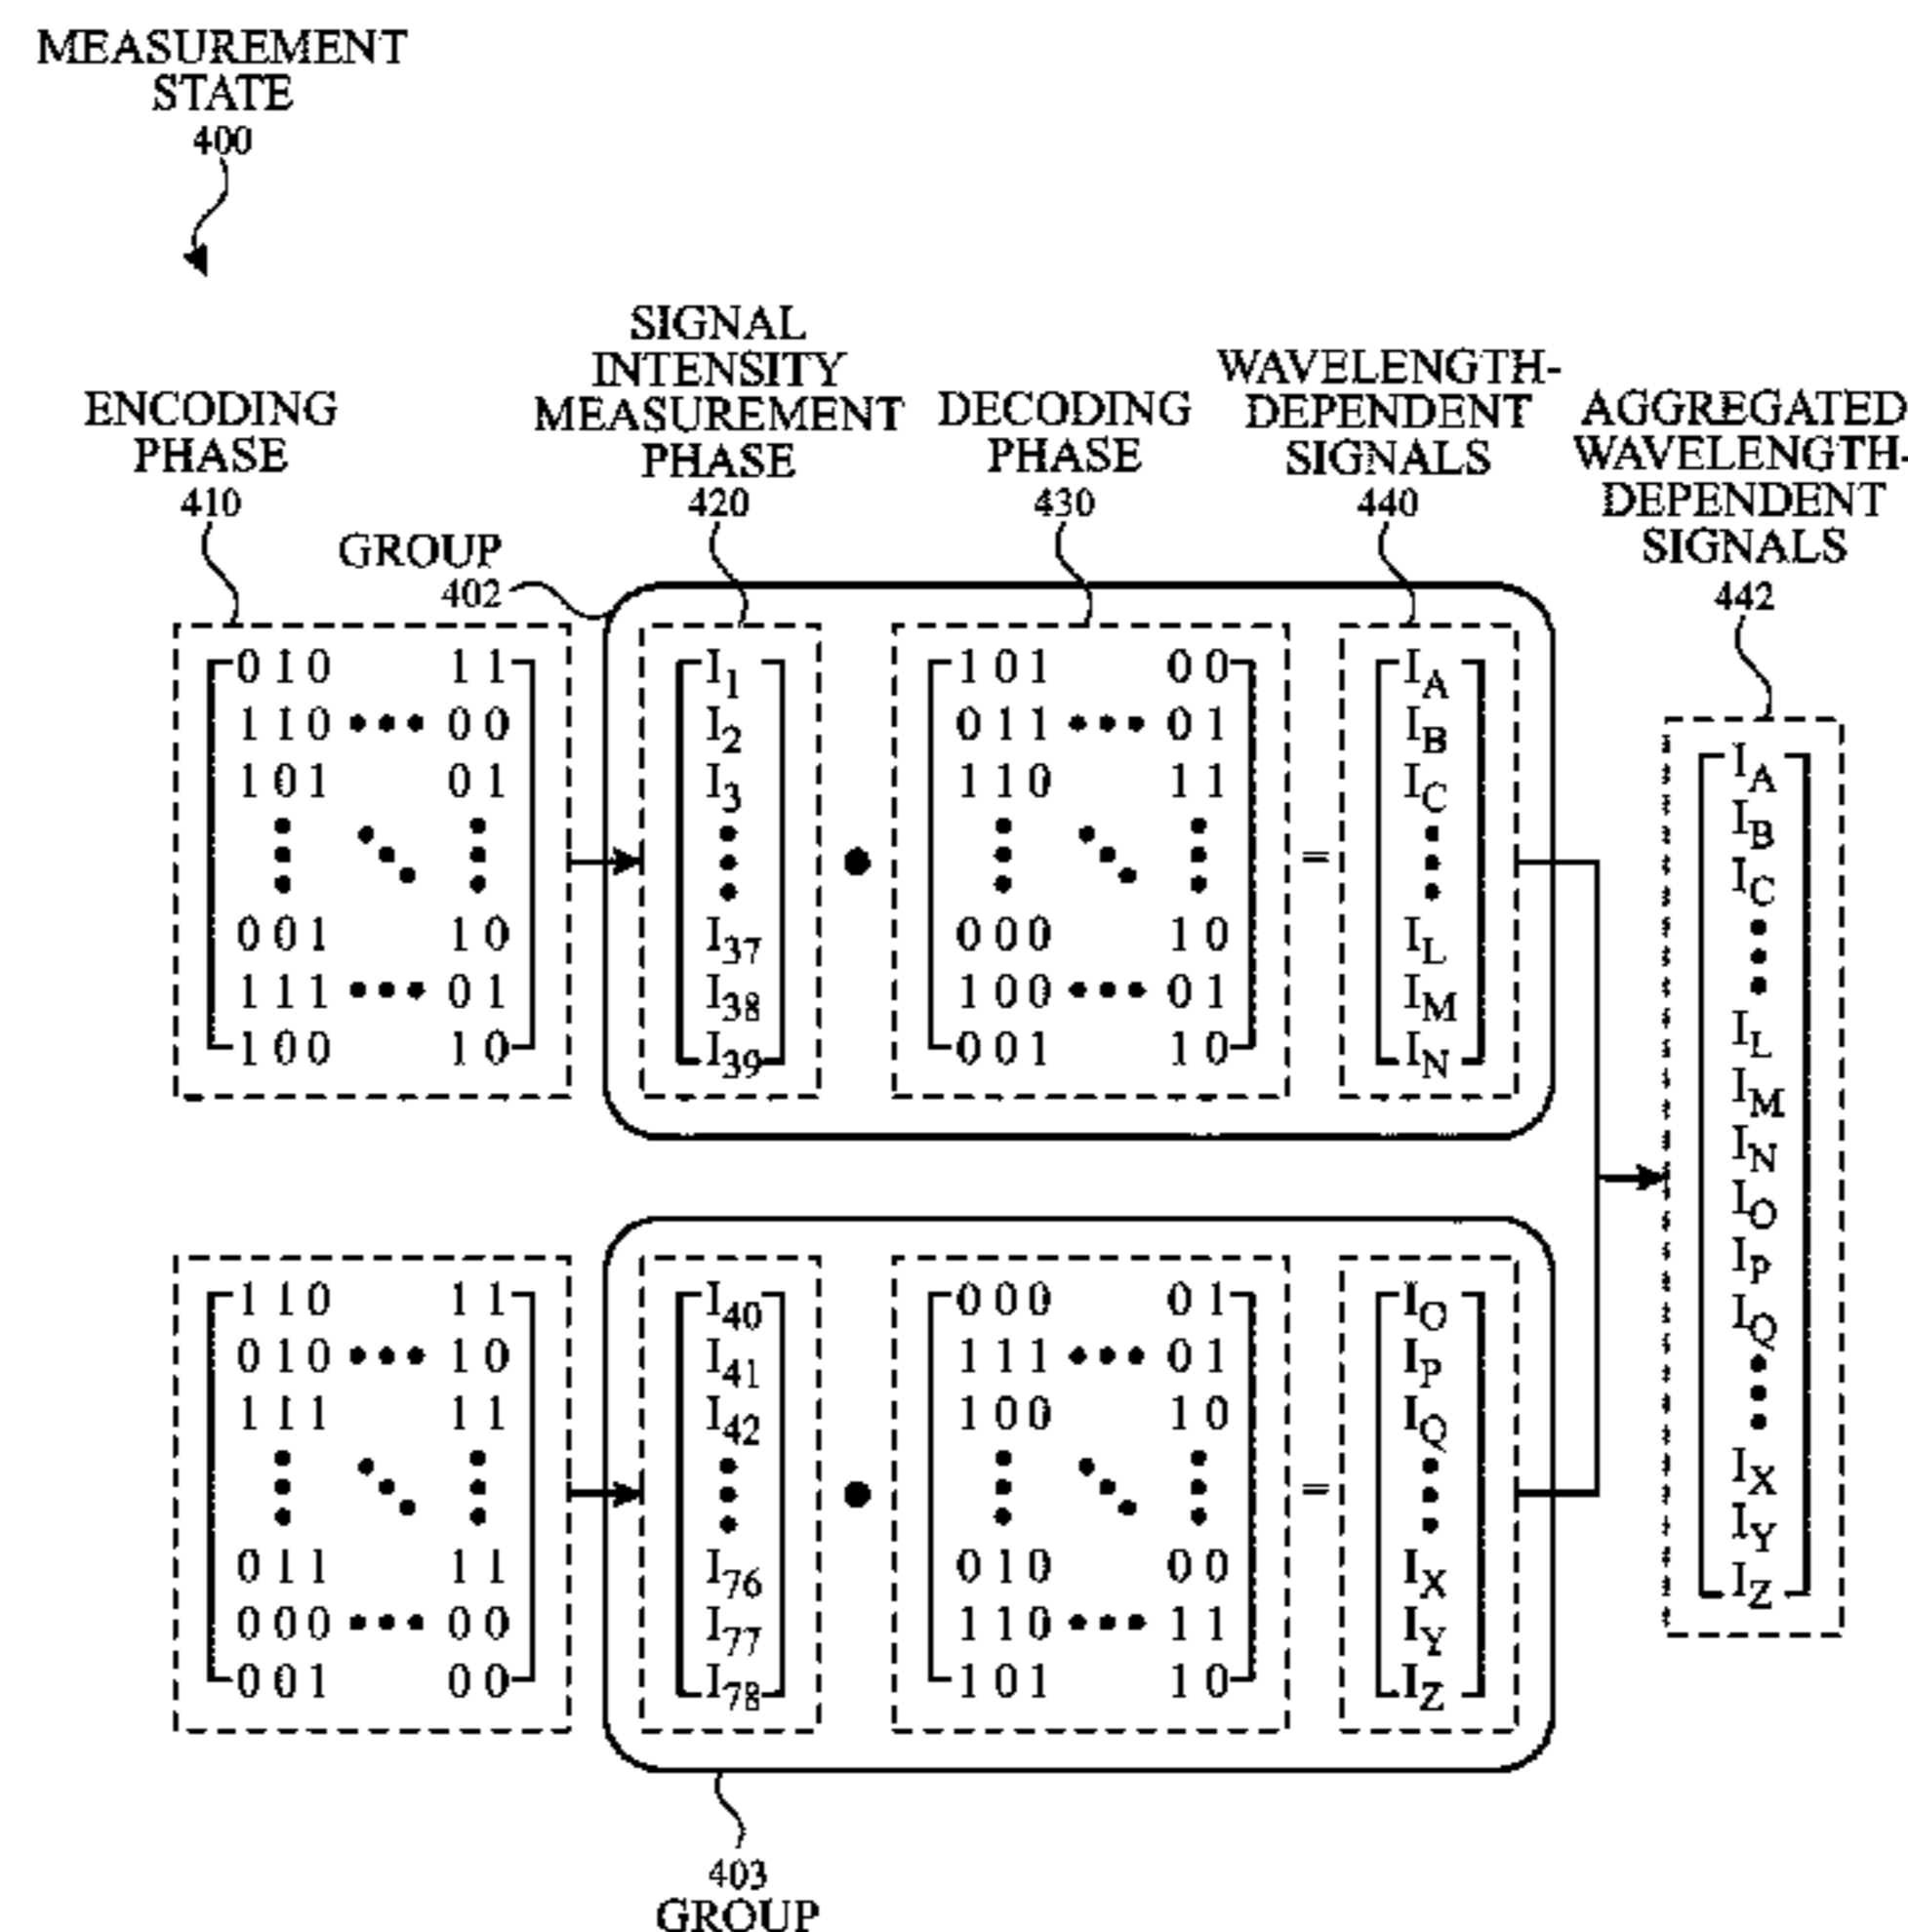 MEASUREMENT
STATE
400
ENCODING
PHASE
410
SIGNAL
INTENSITY
MEASUREMENT
PHASE
420
DECODING
PHASE
430
WAVELENGTH-
DEPENDENT
SIGNALS
440
AGGREGATED
WAVELENGTH-
DEPENDENT
SIGNALS
442
GROUP
402
0 1 0 1 1
1 1 0 ••• 0 0
1 0 1 0 1
0 0 1 1 0
1 1 1 ••• 0 1
1 0 0 1 0
I1
I2
I3
I37
I38
I39
•
1 0 1 0 0
0 1 1 ••• 0 1
1 1 0 1 1
0 0 0 1 0
1 0 0 ••• 0 1
0 0 1 1 0
=
IA
IB
IC
IL
IM
IN
1 1 0 1 1
0 1 0 ••• 1 0
1 1 1 1 1
0 1 1 1 1
0 0 0 ••• 0 0
0 0 1 0 0
I40
I41
I42
I76
I77
I78
•
0 0 0 0 1
1 1 1 ••• 0 1
1 0 0 1 0
0 1 0 0 0
1 1 0 ••• 1 1
1 0 1 1 0
=
IO
IP
IQ
IX
IY
IZ
IA
IB
IC
IL
IM
IN
IO
IP
IQ
IX
IY
IZ
403
GROUP